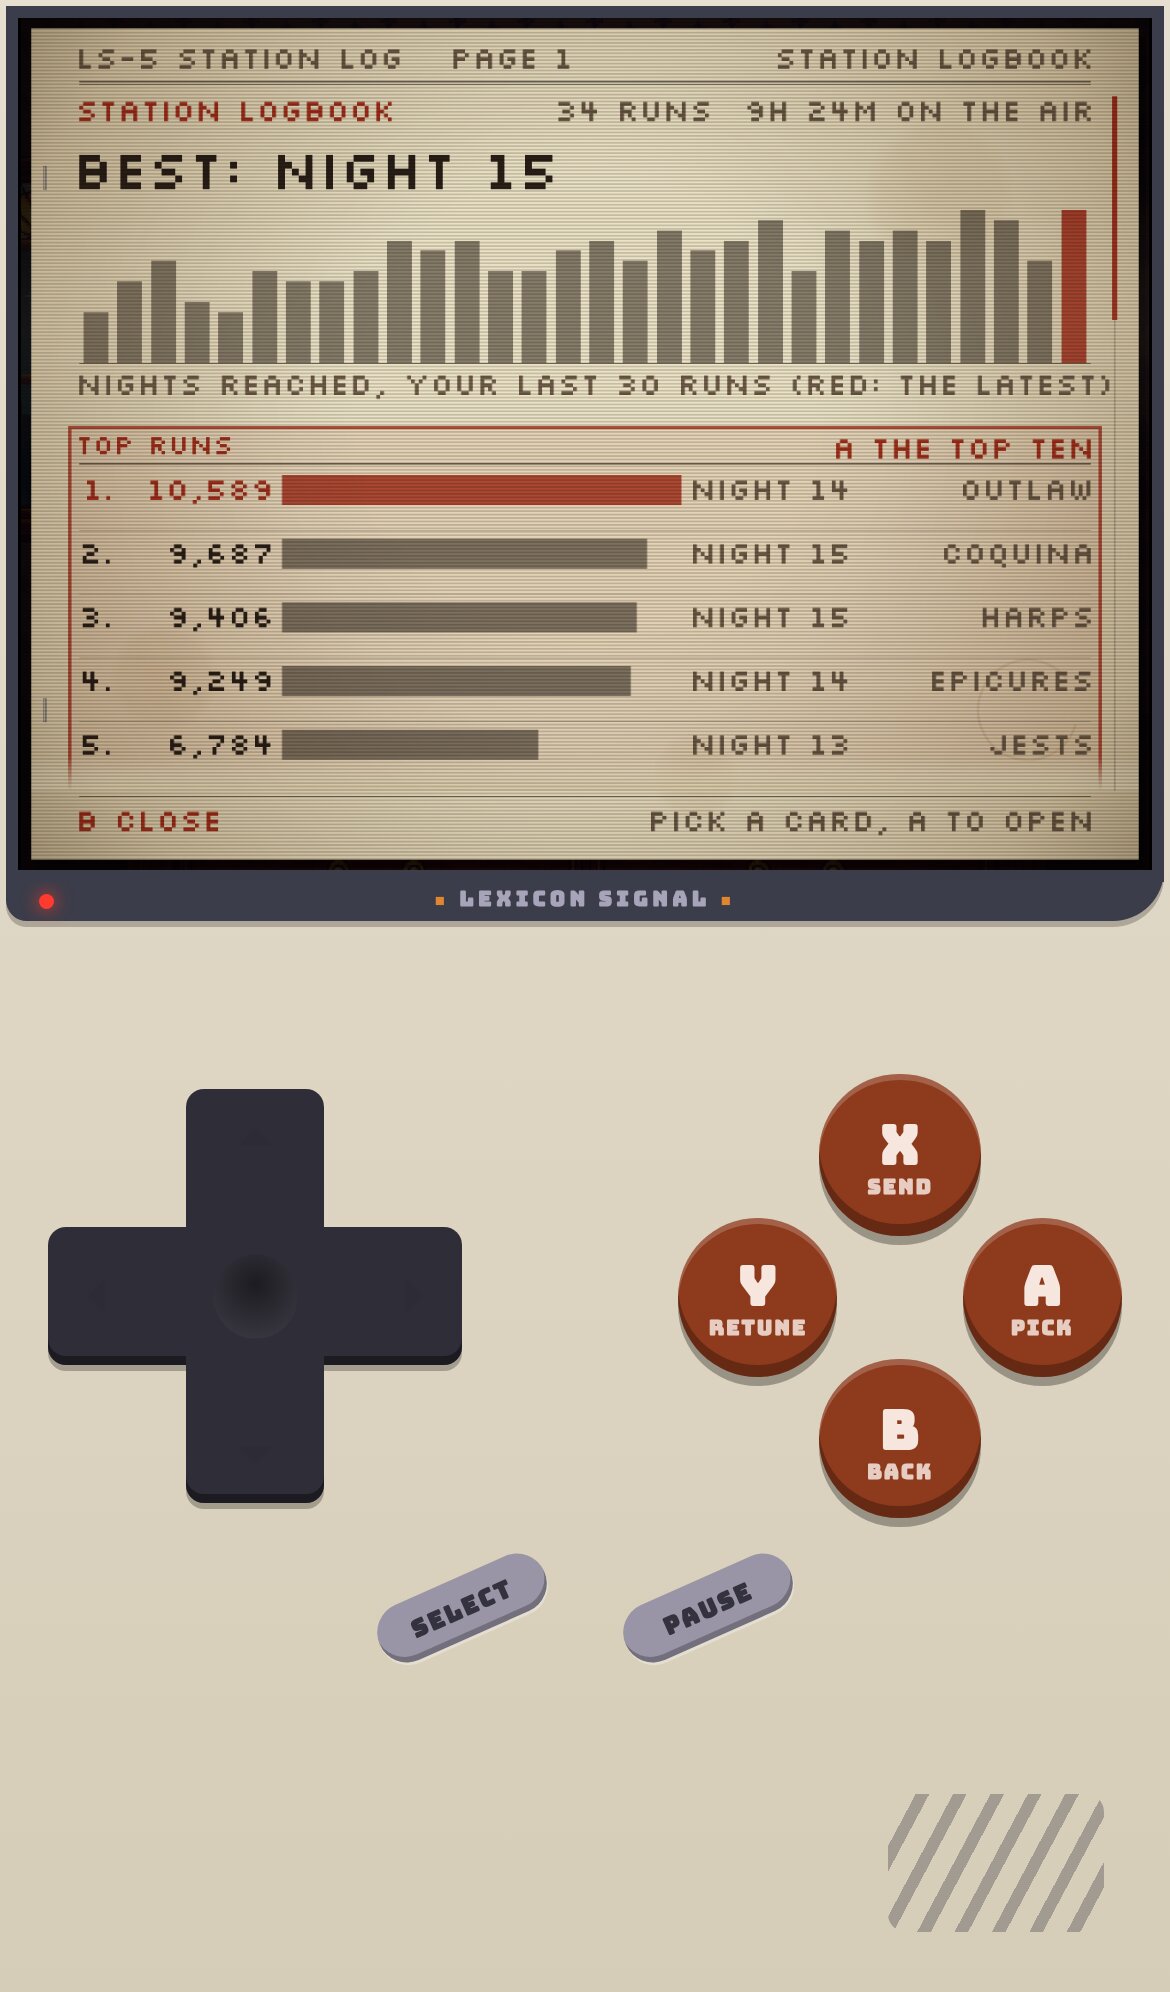 LS-5 STATION LOG PAGE 1 STATION LOGBOOK
STATION LOGBOOK 34 RUNS 9H 24M ON THE AIR
BEST: NIGHT 15
NIGHTS REACHED, YOUR LAST 30 RUNS (RED: THE LATEST)
TOP RUNS A THE TOP TEN
1. 10,589 NIGHT 14 OUTLAW
2. 9,687 NIGHT 15 COQUINA
3. 9,406 NIGHT 15 HARPS
4. 9,249 NIGHT 14 EPICURES
5. 6,784 NIGHT 13 JESTS
B CLOSE PICK A CARD, A TO OPEN
LEXICON SIGNAL
X
SEND
Y
RETUNE
A
PICK
B
BACK
SELECT
PAUSE